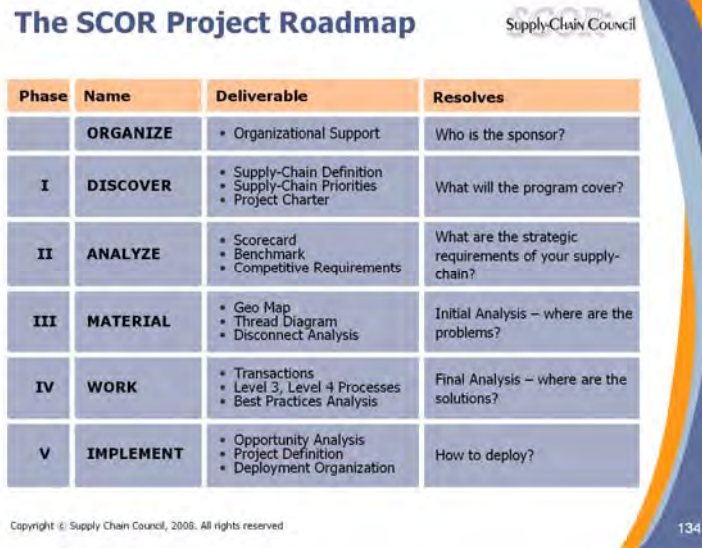 The SCOR Project Roadmap
SCOR
Supply-Chain Council
Phase Name Deliverable Resolves
ORGANIZE • Organizational Support Who is the sponsor?
I DISCOVER • Supply-Chain Definition
• Supply-Chain Priorities
• Project Charter
What will the program cover?
II ANALYZE • Scorecard
• Benchmark
• Competitive Requirements
What are the strategic
requirements of your supply-
chain?
III MATERIAL • Geo Map
• Thread Diagram
• Disconnect Analysis
Initial Analysis – where are the
problems?
IV WORK • Transactions
• Level 3, Level 4 Processes
• Best Practices Analysis
Final Analysis – where are the
solutions?
V IMPLEMENT • Opportunity Analysis
• Project Definition
• Deployment Organization
How to deploy?
Copyright © Supply Chain Council, 2008. All rights reserved
134